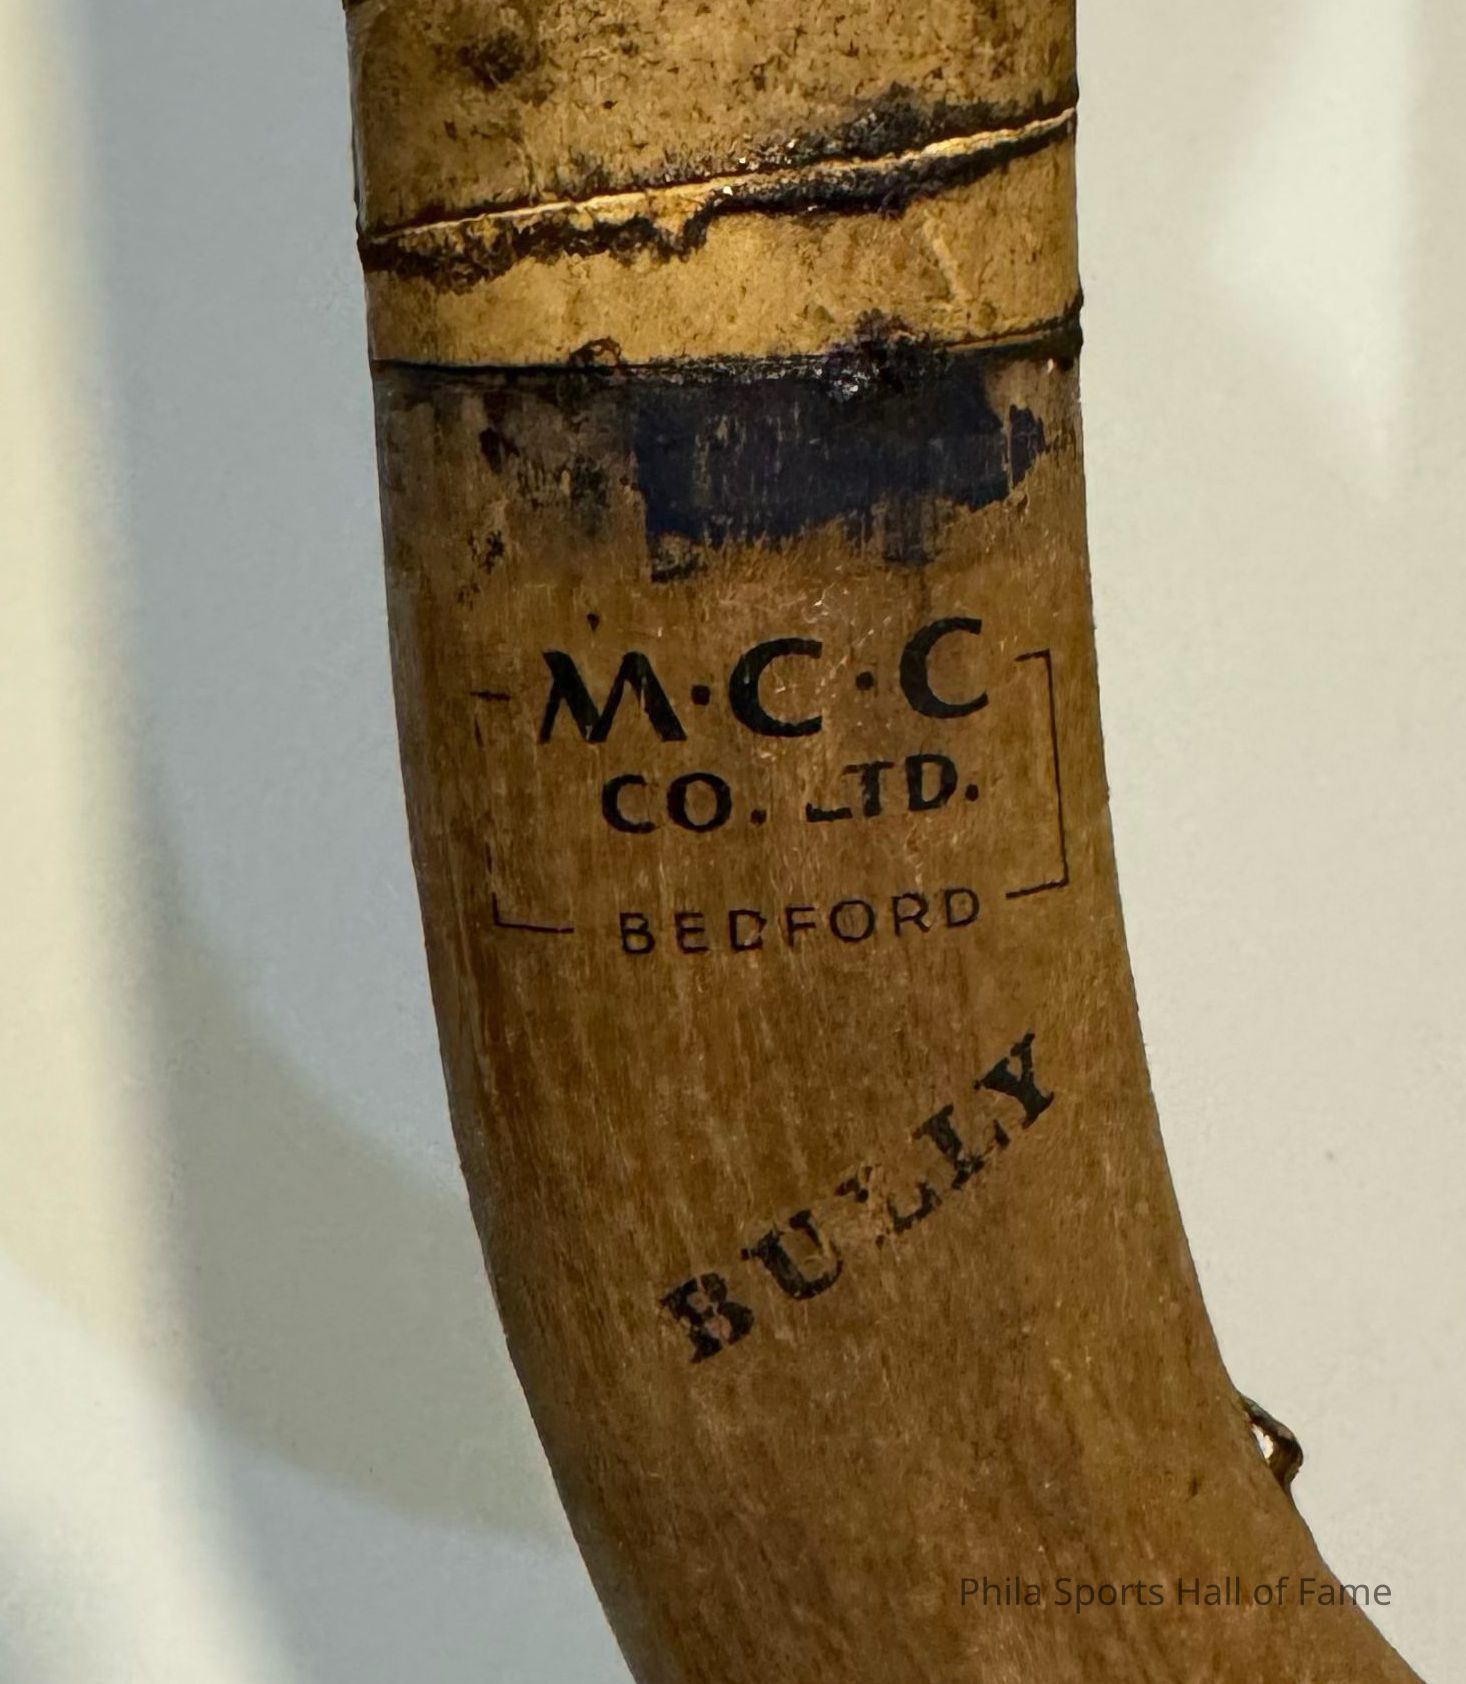 M·C·C
CO. LTD.
BEDFORD
BULLY
Phila Sports Hall of Fame